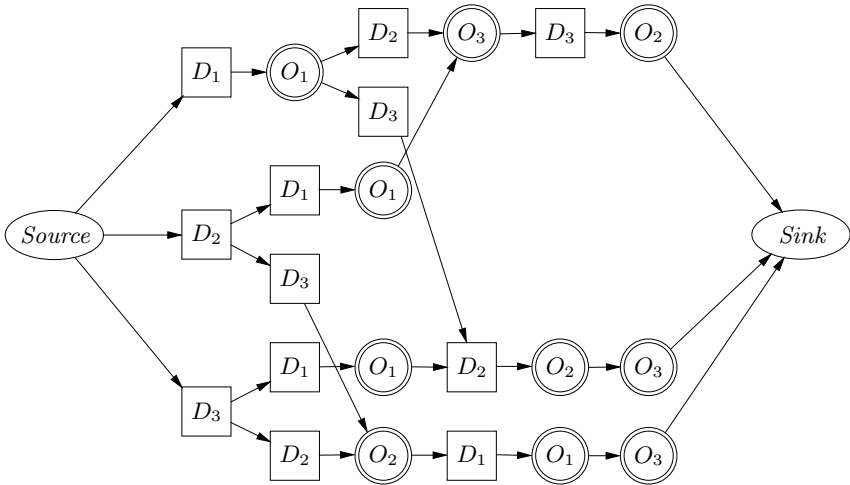 D₂ O₃ D₃ O₂
D₁ O₁
D₃
D₁ O₁
Source D₂ Sink
D₃
D₁ O₁ D₂ O₂ O₃
D₃
D₂ O₂ D₁ O₁ O₃